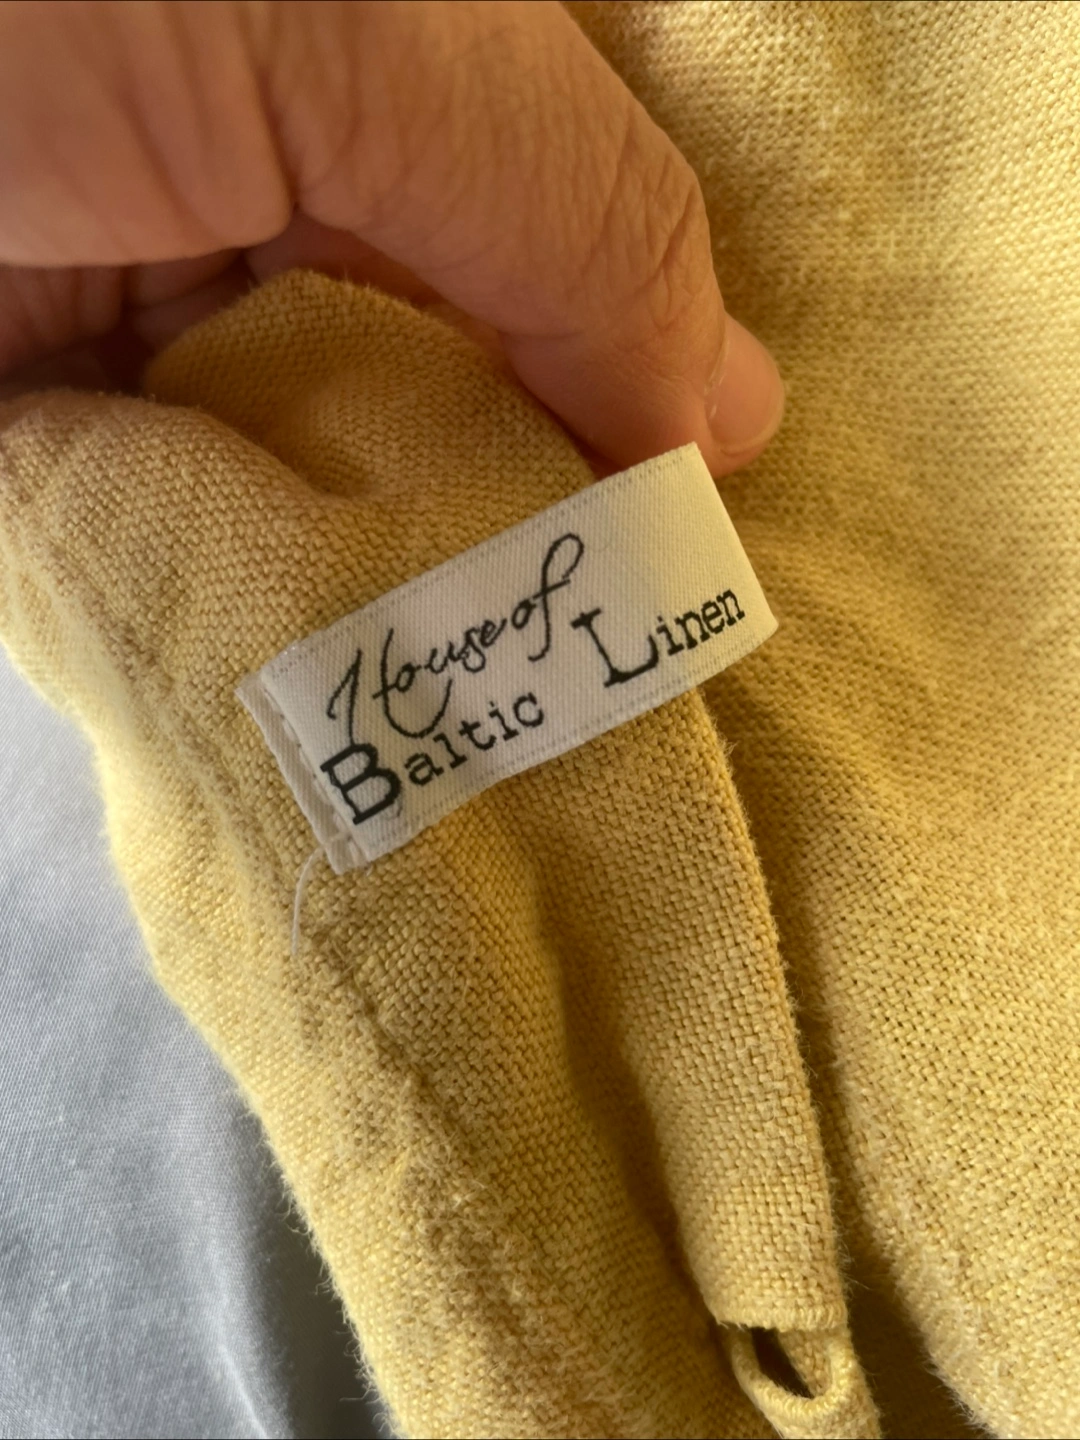 House of
Baltic Linen